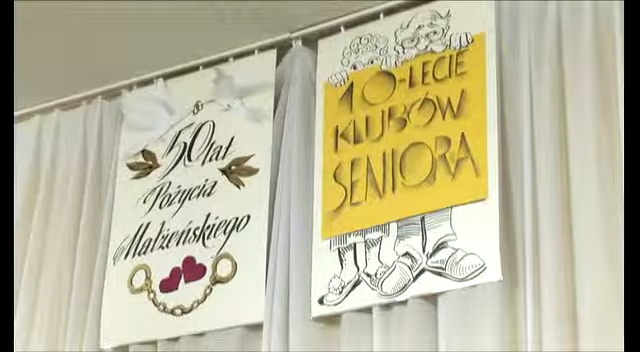 50 lat
Pożycia
Małżeńskiego
10-LECIE
KLUBÓW
SENIORA